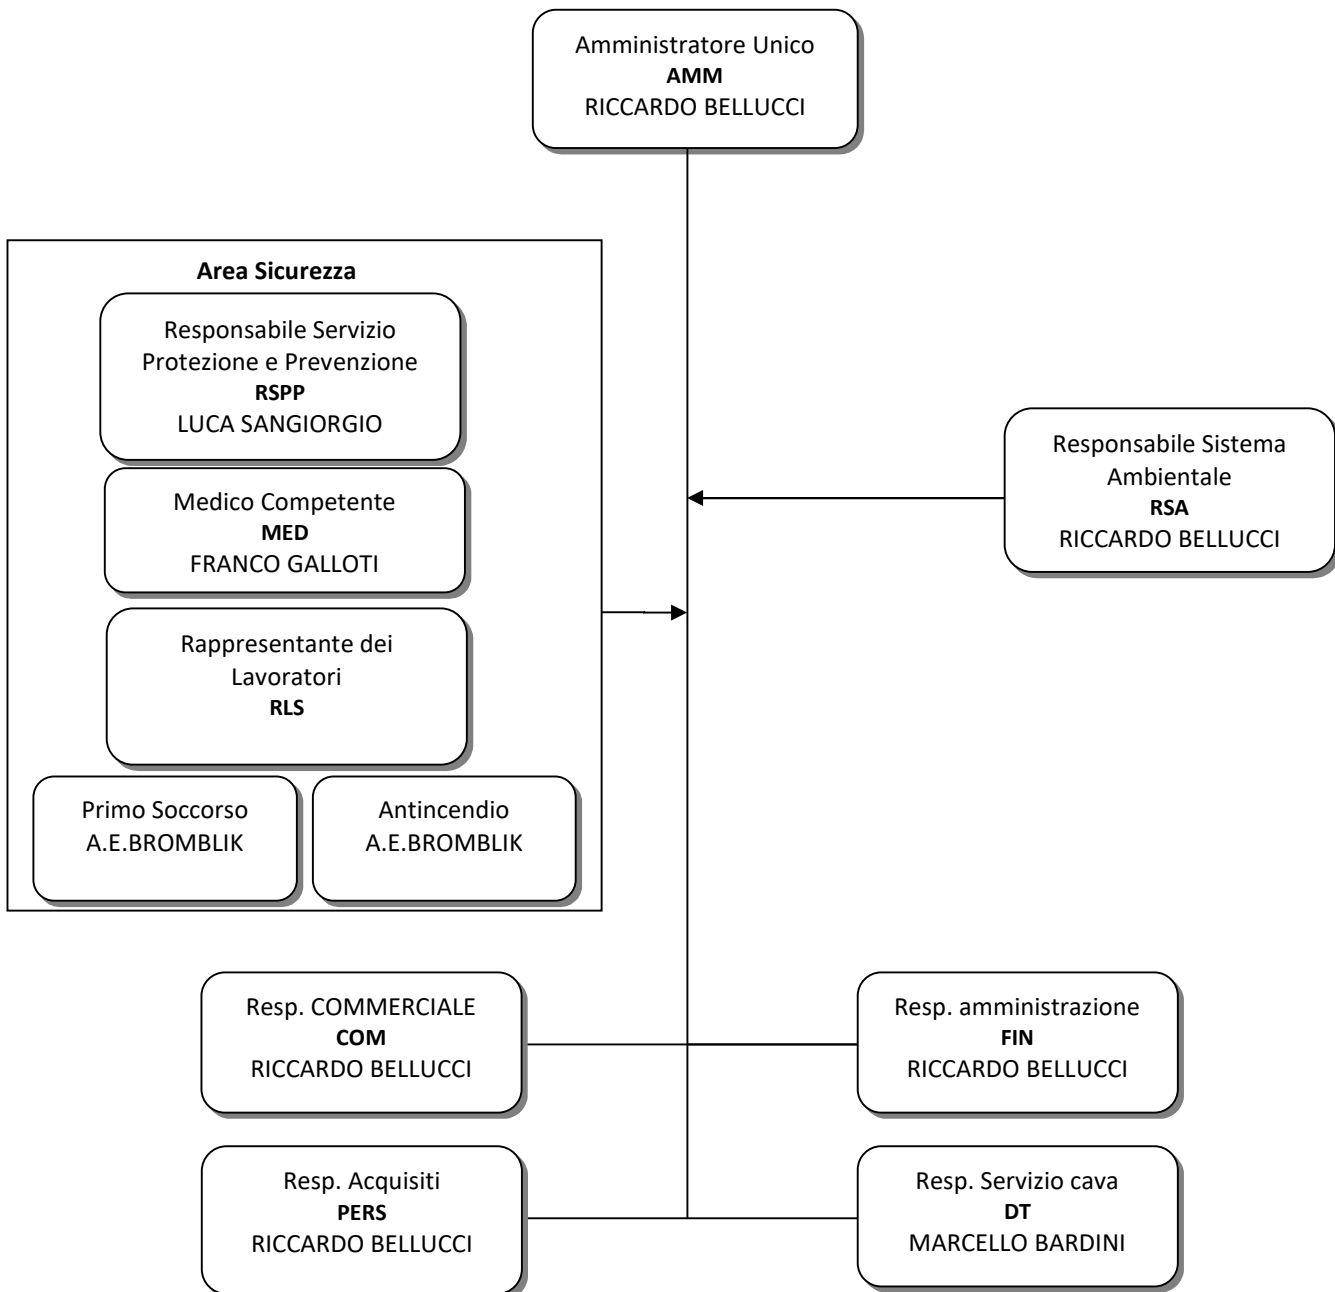 Amministratore Unico
AMM
RICCARDO BELLUCCI
Area Sicurezza
Responsabile Servizio
Protezione e Prevenzione
RSPP
LUCA SANGIORGIO
Medico Competente
MED
FRANCO GALLOTI
Rappresentante dei
Lavoratori
RLS
Primo Soccorso
A.E.BROMBLIK
Antincendio
A.E.BROMBLIK
Responsabile Sistema
Ambientale
RSA
RICCARDO BELLUCCI
Resp. COMMERCIALE
COM
RICCARDO BELLUCCI
Resp. amministrazione
FIN
RICCARDO BELLUCCI
Resp. Acquisiti
PERS
RICCARDO BELLUCCI
Resp. Servizio cava
DT
MARCELLO BARDINI